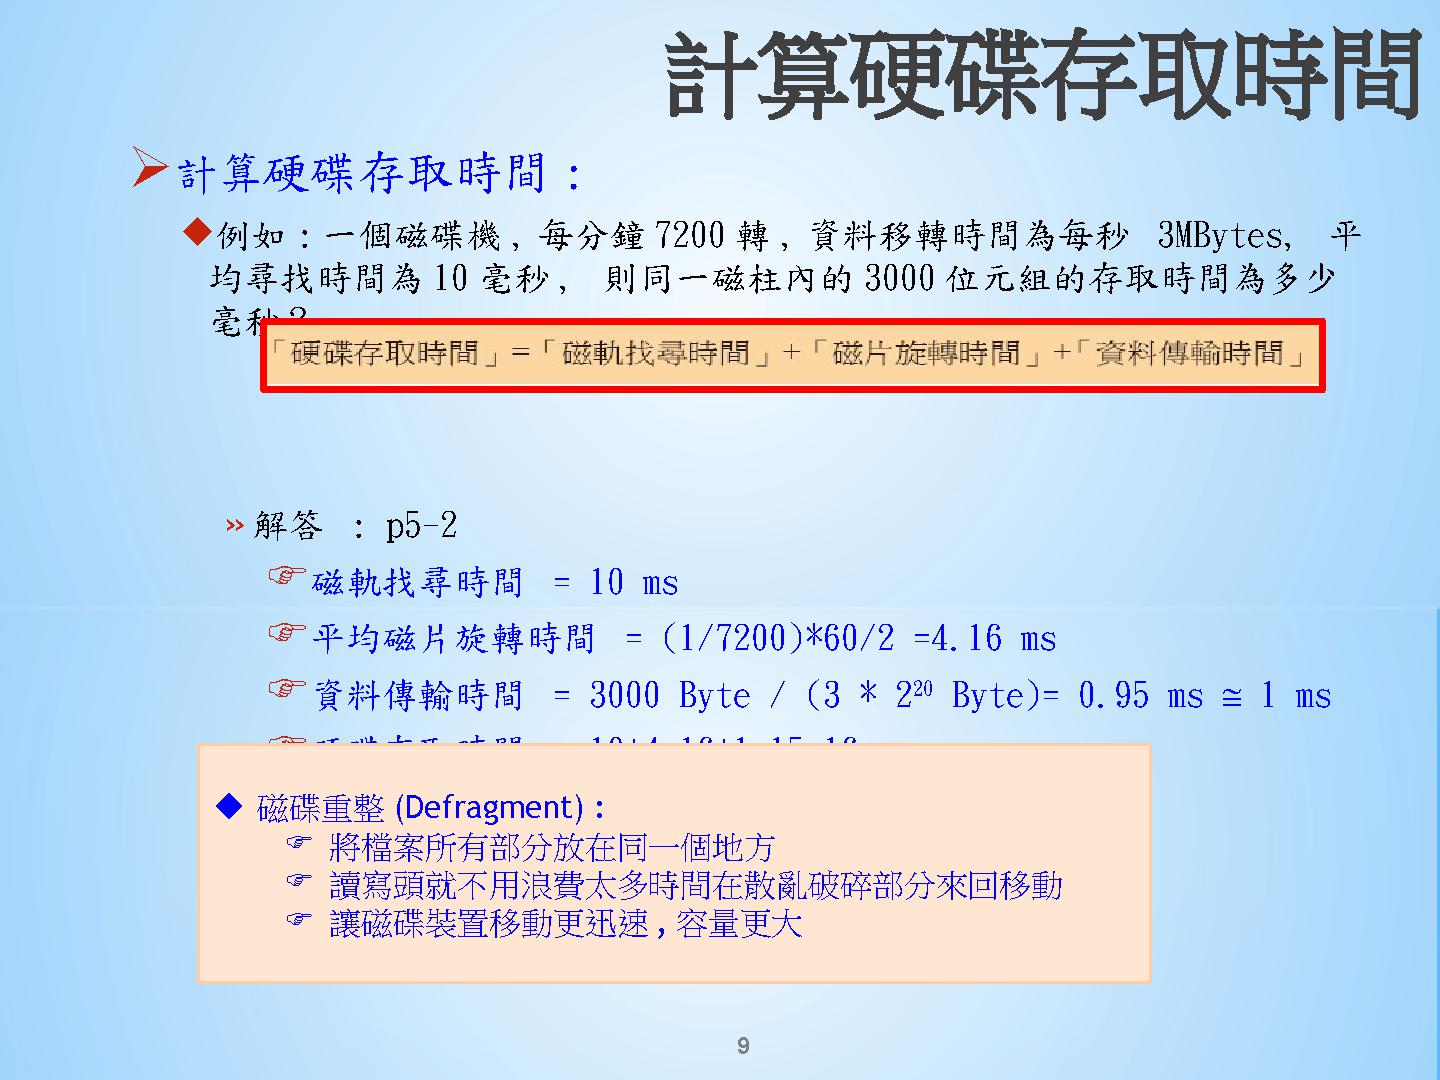 計算硬碟存取時間
計算硬碟存取時間：
例如：一個磁碟機，每分鐘 7200 轉，資料移轉時間為每秒 3MBytes, 平
均尋找時間為 10 毫秒， 則同一磁柱內的 3000 位元組的存取時間為多少
毫秒？
「硬碟存取時間」=「磁軌找尋時間」+「磁片旋轉時間」+「資料傳輸時間」
» 解答 : p5-2
磁軌找尋時間 = 10 ms
平均磁片旋轉時間 = (1/7200)*60/2 =4.16 ms
資料傳輸時間 = 3000 Byte / (3 * 2²⁰ Byte)= 0.95 ms ≅ 1 ms
磁碟重整 (Defragment) :
將檔案所有部分放在同一個地方
讀寫頭就不用浪費太多時間在散亂破碎部分來回移動
讓磁碟裝置移動更迅速 , 容量更大
9